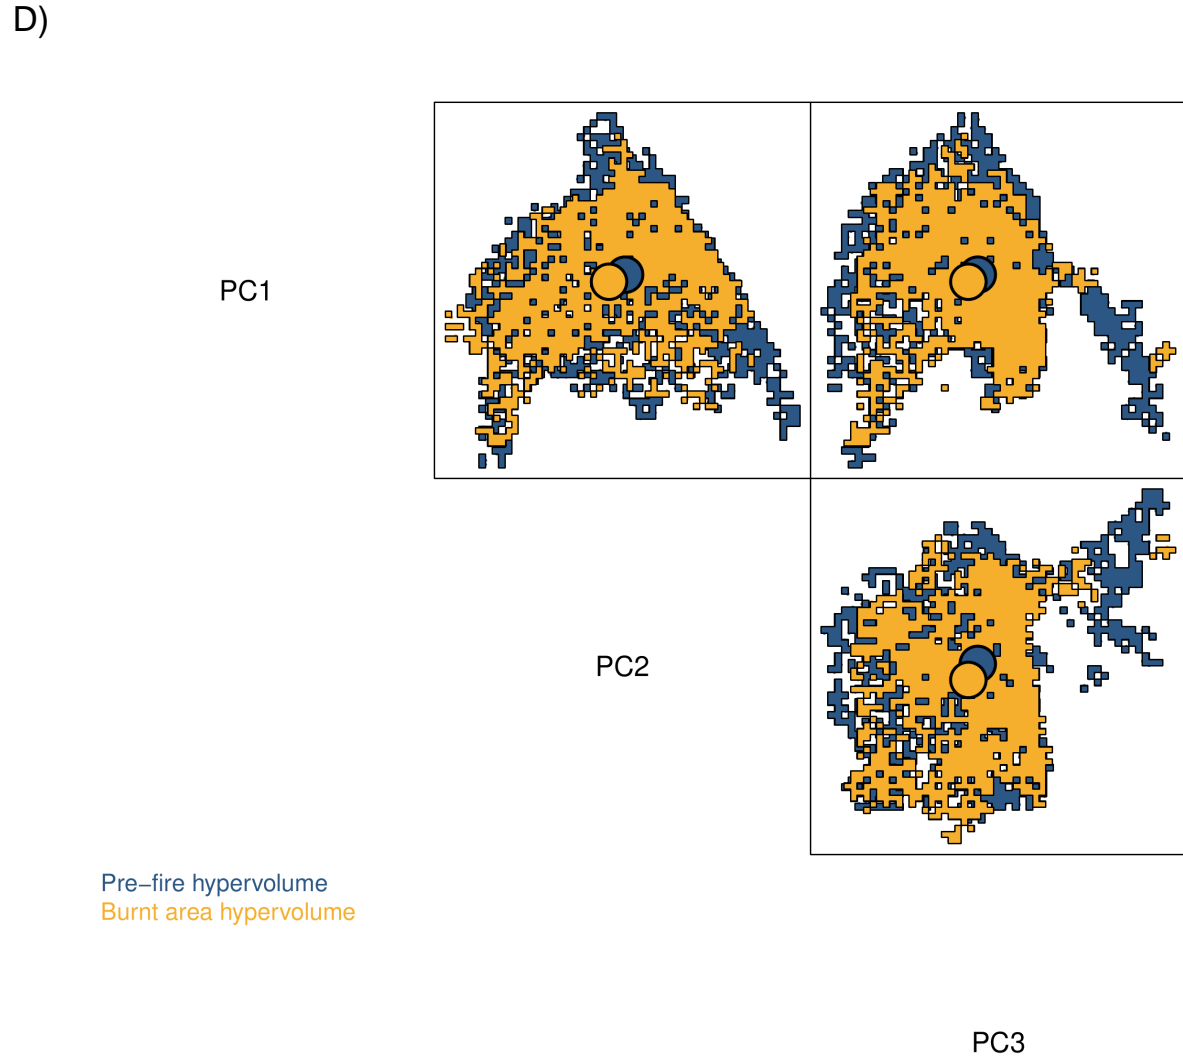 D)
PC1
PC2
Pre−fire hypervolume
Burnt area hypervolume
PC3